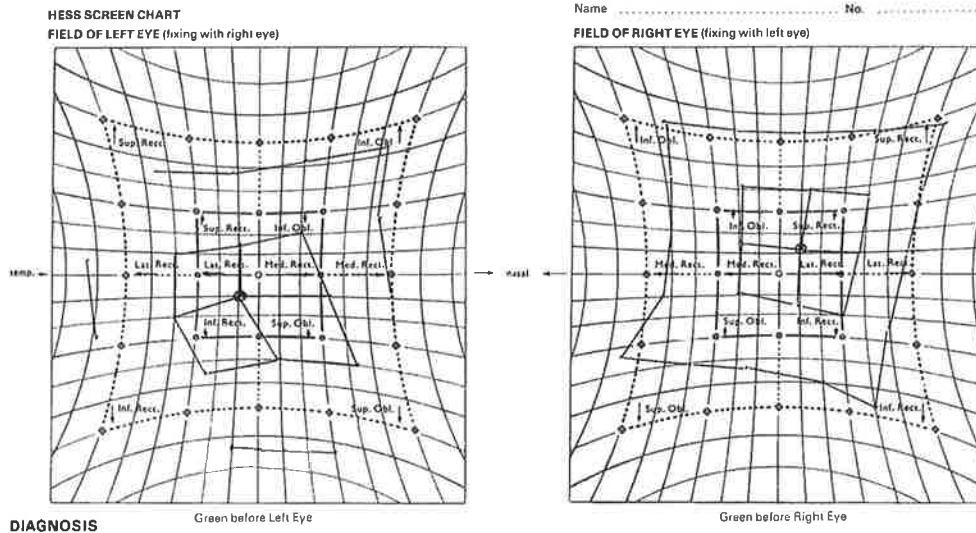 Name No.
HESS SCREEN CHART
FIELD OF LEFT EYE (fixing with right eye)
FIELD OF RIGHT EYE (fixing with left eye)
Sup. Rect. Inf. Obl
Inf. Obl. Sup. Rect.
Sup. Rect. Inf. Obl.
Inf. Obl. Sup. Rect.
temp. Lat. Rect. Lat. Rect. Med. Rect. Med. Rect.
nasal Med. Rect. Med. Rect. Lat. Rect. Lat. Rect.
Inf. Rect. Sup. Obl.
Sup. Obl. Inf. Rect.
Inf. Rect. Sup. Obl.
Sup. Obl. Inf. Rect.
Green before Left Eye
Green before Right Eye
DIAGNOSIS